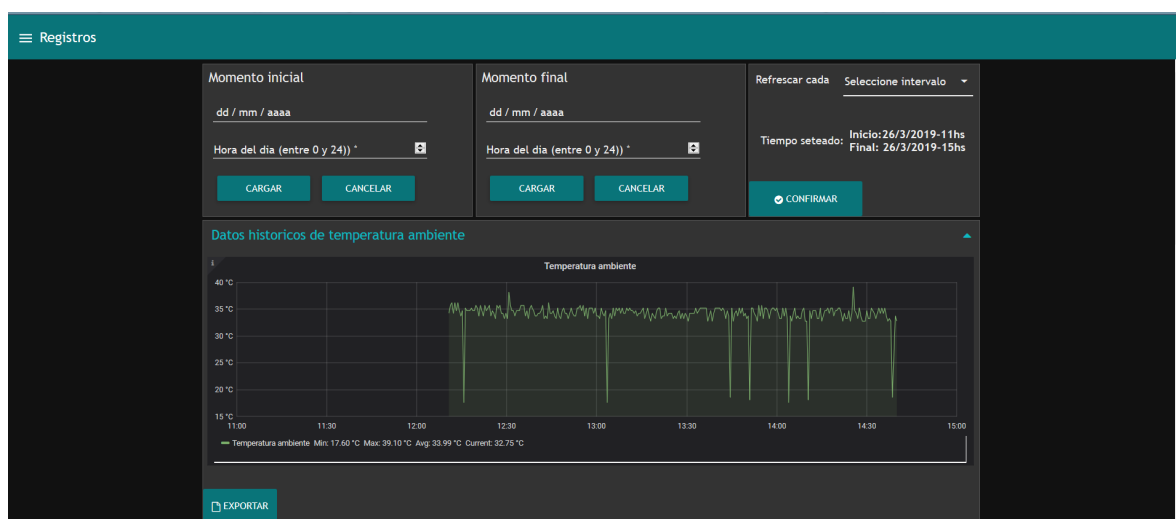 Registros
Momento inicial
dd / mm / aaaa
Hora del dia (entre 0 y 24)) *
CARGAR CANCELAR
Momento final
dd / mm / aaaa
Hora del dia (entre 0 y 24)) *
CARGAR CANCELAR
Refrescar cada Seleccione intervalo
Tiempo seteado: Inicio:26/3/2019-11hs
Final: 26/3/2019-15hs
CONFIRMAR
Datos historicos de temperatura ambiente
i
Temperatura ambiente
40 °C
35 °C
30 °C
25 °C
20 °C
15 °C
11:00 11:30 12:00 12:30 13:00 13:30 14:00 14:30 15:00
Temperatura ambiente Min: 17.60 °C Max: 39.10 °C Avg: 33.99 °C Current: 32.75 °C
EXPORTAR